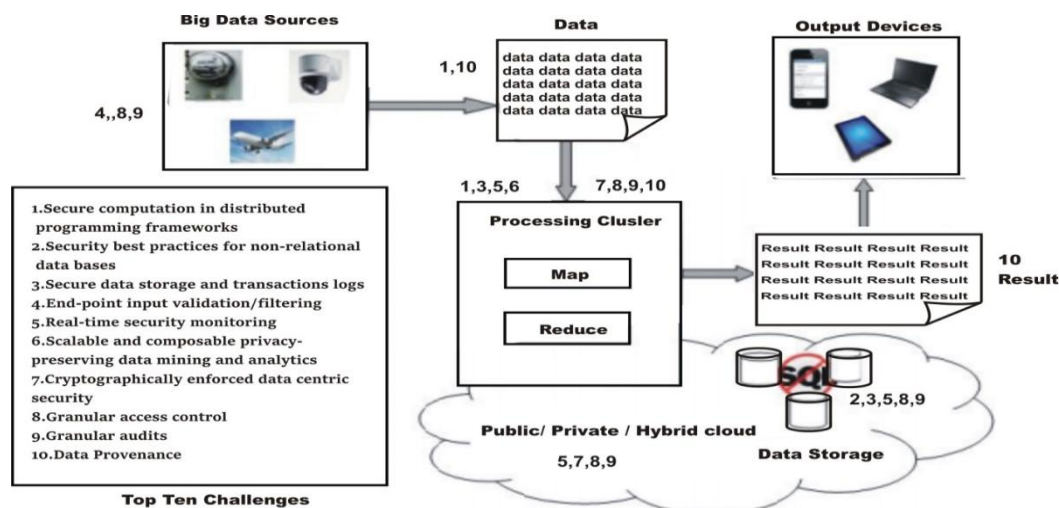 Big Data Sources
Data
Output Devices
data data data data
data data data data
data data data data
data data data data
data data data data
1,10
4,,8,9
1,3,5,6
7,8,9,10
Processing Clusler
Map
Reduce
Result Result Result Result
Result Result Result Result
Result Result Result Result
Result Result Result Result
10
Result
1.Secure computation in distributed
programming frameworks
2.Security best practices for non-relational
data bases
3.Secure data storage and transactions logs
4.End-point input validation/filtering
5.Real-time security monitoring
6.Scalable and composable privacy-
preserving data mining and analytics
7.Cryptographically enforced data centric
security
8.Granular access control
9.Granular audits
10.Data Provenance
Top Ten Challenges
SQL
2,3,5,8,9
Public/ Private / Hybrid cloud
Data Storage
5,7,8,9